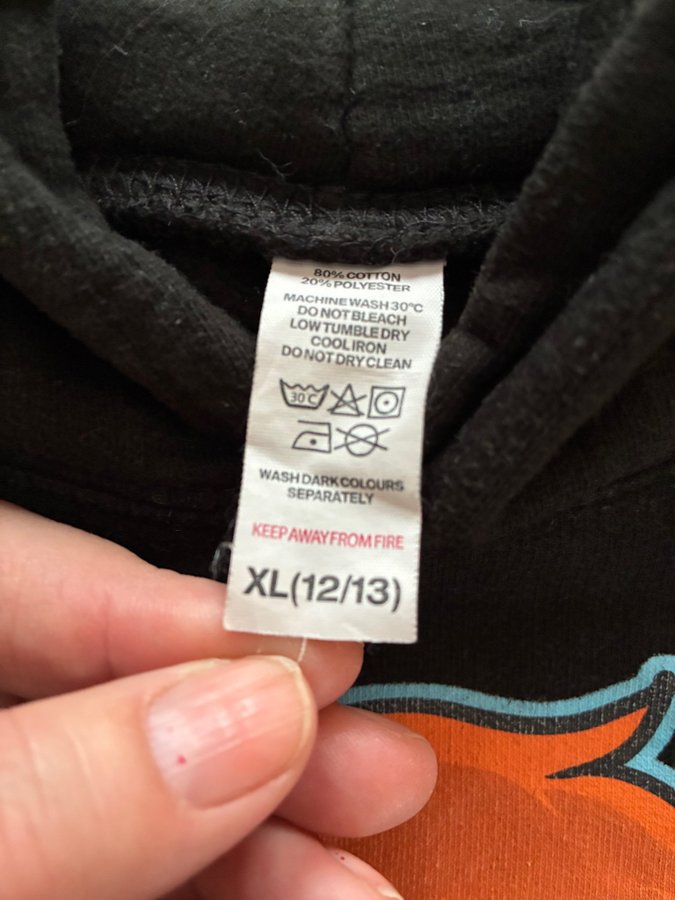 80% COTTON
20% POLYESTER
MACHINE WASH 30°C
DO NOT BLEACH
LOW TUMBLE DRY
COOL IRON
DO NOT DRY CLEAN
30°C
WASH DARK COLOURS
SEPARATELY
KEEP AWAY FROM FIRE
XL(12/13)